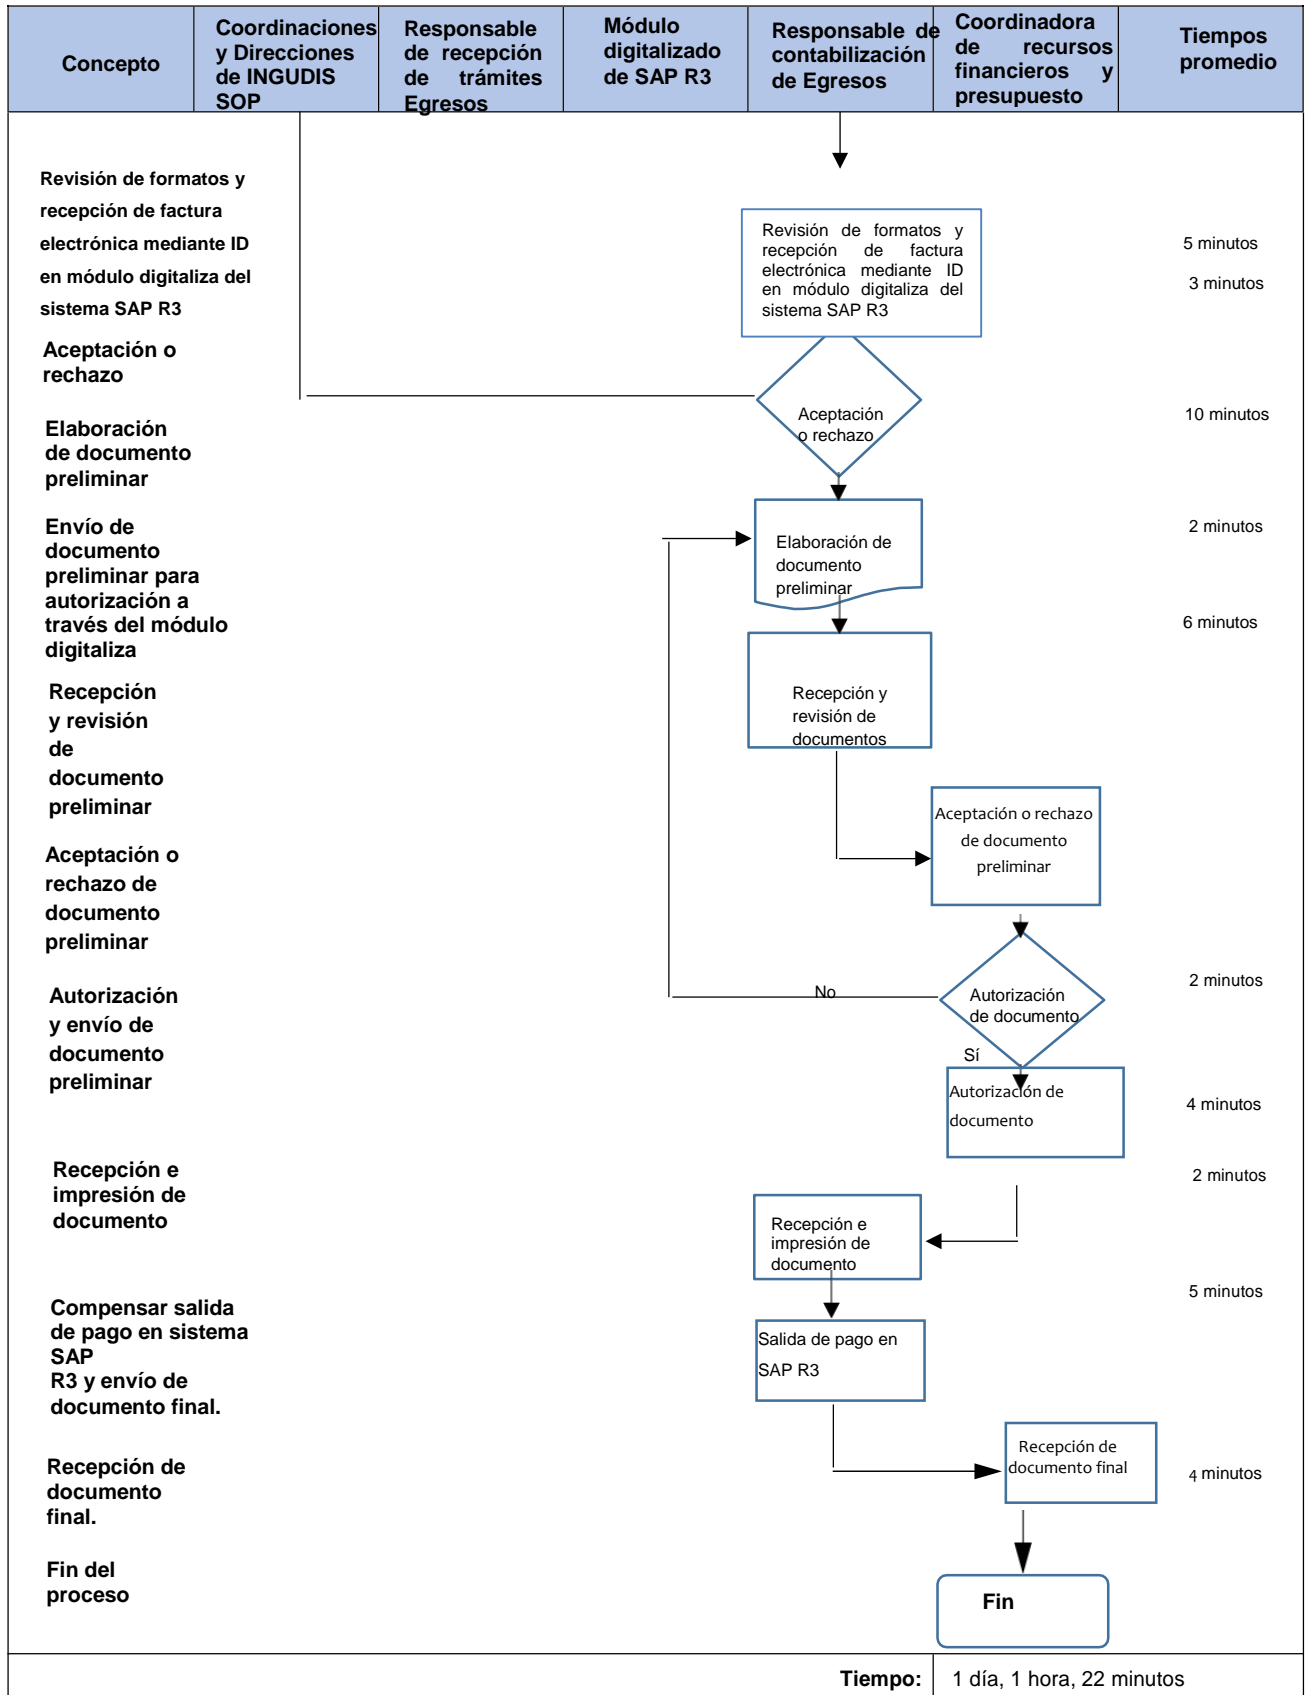 Concepto
Coordinaciones
y Direcciones
de INGUDIS
SOP
Responsable
de recepción
de trámites
Egresos
Módulo
digitalizado
de SAP R3
Responsable de
contabilización
de Egresos
Coordinadora
de recursos
financieros y
presupuesto
Tiempos
promedio
Revisión de formatos y
recepción de factura
electrónica mediante ID
en módulo digitaliza del
sistema SAP R3
Revisión de formatos y
recepción de factura
electrónica mediante ID
en módulo digitaliza del
sistema SAP R3
5 minutos
3 minutos
Aceptación o
rechazo
Aceptación
o rechazo
10 minutos
Elaboración
de documento
preliminar
Elaboración de
documento
preliminar
2 minutos
Envío de
documento
preliminar para
autorización a
través del módulo
digitaliza
6 minutos
Recepción
y revisión
de
documento
preliminar
Recepción y
revisión de
documentos
Aceptación o rechazo
de documento
preliminar
Aceptación o
rechazo de
documento
preliminar
No
Autorización
de documento
2 minutos
Autorización
y envío de
documento
preliminar
Sí
Autorización de
documento
4 minutos
Recepción e
impresión de
documento
2 minutos
Recepción e
impresión de
documento
5 minutos
Compensar salida
de pago en sistema
SAP
R3 y envío de
documento final.
Salida de pago en
SAP R3
Recepción de
documento
final.
Recepción de
documento final
4 minutos
Fin del
proceso
Fin
Tiempo: 1 día, 1 hora, 22 minutos